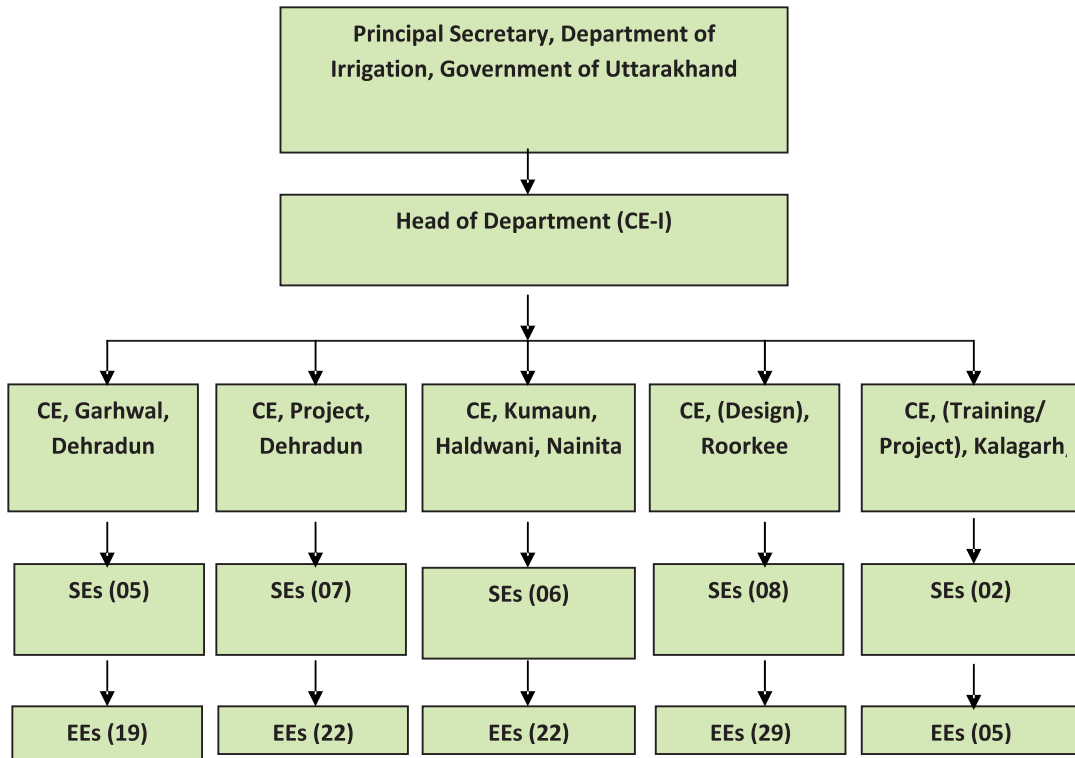 Principal Secretary, Department of
Irrigation, Government of Uttarakhand
Head of Department (CE-I)
CE, Garhwal,
Dehradun
CE, Project,
Dehradun
CE, Kumaun,
Haldwani, Nainita
CE, (Design),
Roorkee
CE, (Training/
Project), Kalagarh,
SEs (05)
SEs (07)
SEs (06)
SEs (08)
SEs (02)
EEs (19)
EEs (22)
EEs (22)
EEs (29)
EEs (05)